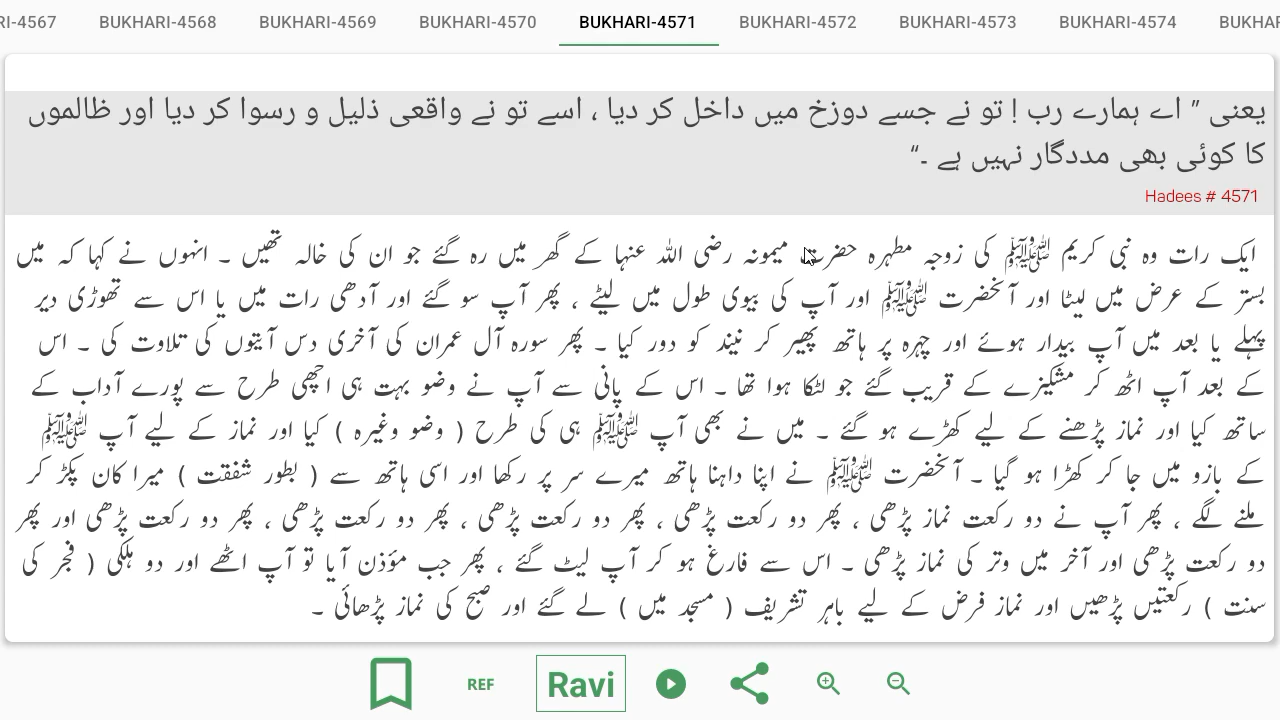 RI-4567 BUKHARI-4568 BUKHARI-4569 BUKHARI-4570 BUKHARI-4571 BUKHARI-4572 BUKHARI-4573 BUKHARI-4574 BUKHAR
یعنی ” اے ہمارے رب ! تو نے جسے دوزخ میں داخل کر دیا ، اسے تو نے واقعی ذلیل و رسوا کر دیا اور ظالموں
کا کوئی بھی مددگار نہیں ہے ۔“
Hadees # 4571
ایک رات وہ نبی کریم ﷺ کی زوجہ مطہرہ حضرت میمونہ رضی اللہ عنہا کے گھر میں رہ گئے جو ان کی خالہ تھیں ۔ انہوں نے کہا کہ میں
بستر کے عرض میں لیٹا اور آنحضرت ﷺ اور آپ کی بیوی طول میں لیٹے ، پھر آپ سو گئے اور آدھی رات میں یا اس سے تھوڑی دیر
پہلے یا بعد میں آپ بیدار ہوئے اور چہرہ پر ہاتھ پھیر کر نیند کو دور کیا ۔ پھر سورہ آل عمران کی آخری دس آیتوں کی تلاوت کی ۔ اس
کے بعد آپ اٹھ کر مشکیزے کے قریب گئے جو لٹکا ہوا تھا ۔ اس کے پانی سے آپ نے وضو بہت ہی اچھی طرح سے پورے آداب کے
ساتھ کیا اور نماز پڑھنے کے لیے کھڑے ہو گئے ۔ میں نے بھی آپ ﷺ ہی کی طرح ( وضو وغیرہ ) کیا اور نماز کے لیے آپ ﷺ
کے بازو میں جا کر کھڑا ہو گیا ۔ آنحضرت ﷺ نے اپنا داہنا ہاتھ میرے سر پر رکھا اور اسی ہاتھ سے ( بطور شفقت ) میرا کان پکڑ کر
ملنے لگے ، پھر آپ نے دو رکعت نماز پڑھی ، پھر دو رکعت پڑھی ، پھر دو رکعت پڑھی ، پھر دو رکعت پڑھی ، پھر دو رکعت پڑھی اور پھر
دو رکعت پڑھی اور آخر میں وتر کی نماز پڑھی ۔ اس سے فارغ ہو کر آپ لیٹ گئے ، پھر جب مؤذن آیا تو آپ اٹھے اور دو ہلکی ( فجر کی
سنت ) رکعتیں پڑھیں اور نماز فرض کے لیے باہر تشریف ( مسجد میں ) لے گئے اور صبح کی نماز پڑھائی ۔
REF Ravi